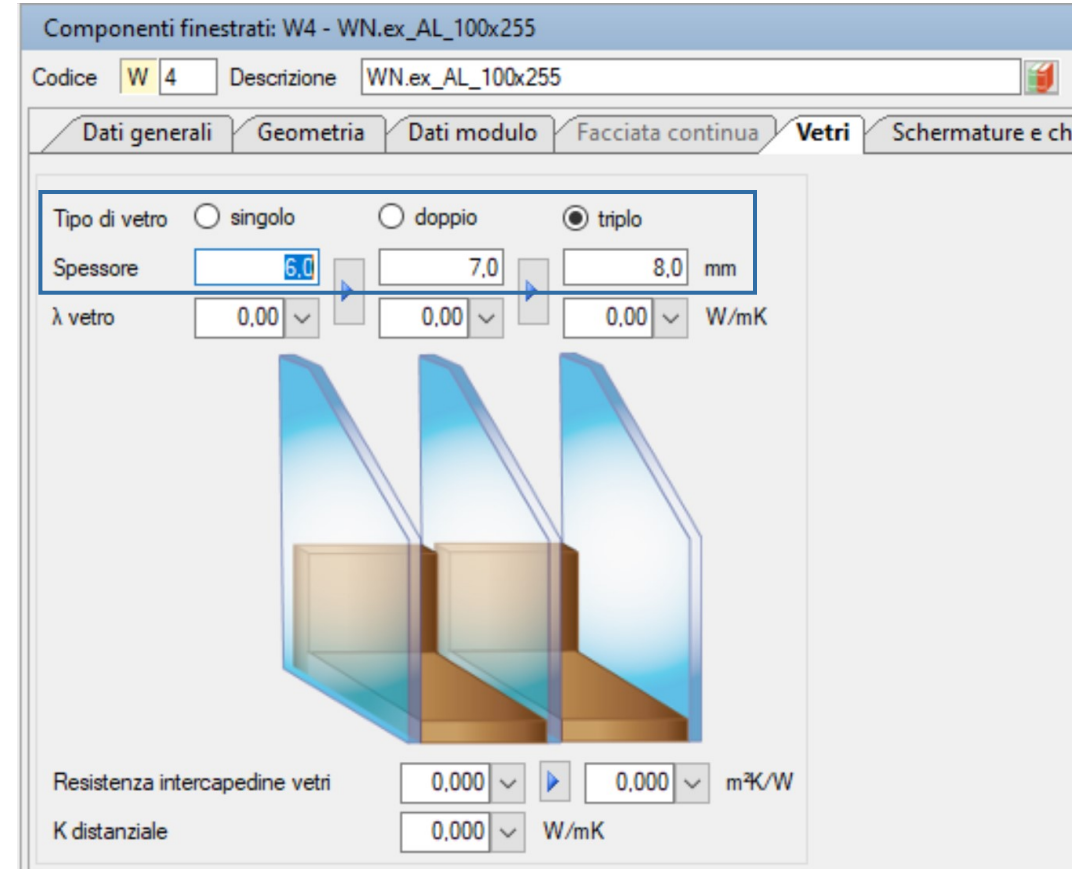 Componenti finestrati: W4 - WN.ex_AL_100x255
Codice W 4 Descrizione WN.ex_AL_100x255
Dati generali Geometria Dati modulo Facciata continua Vetri Schermature e ch
Tipo di vetro singolo doppio triplo
Spessore 6,0 7,0 8,0 mm
λ vetro 0,00 0,00 0,00 W/mK
Resistenza intercapedine vetri 0,000 0,000 m²K/W
K distanziale 0,000 W/mK